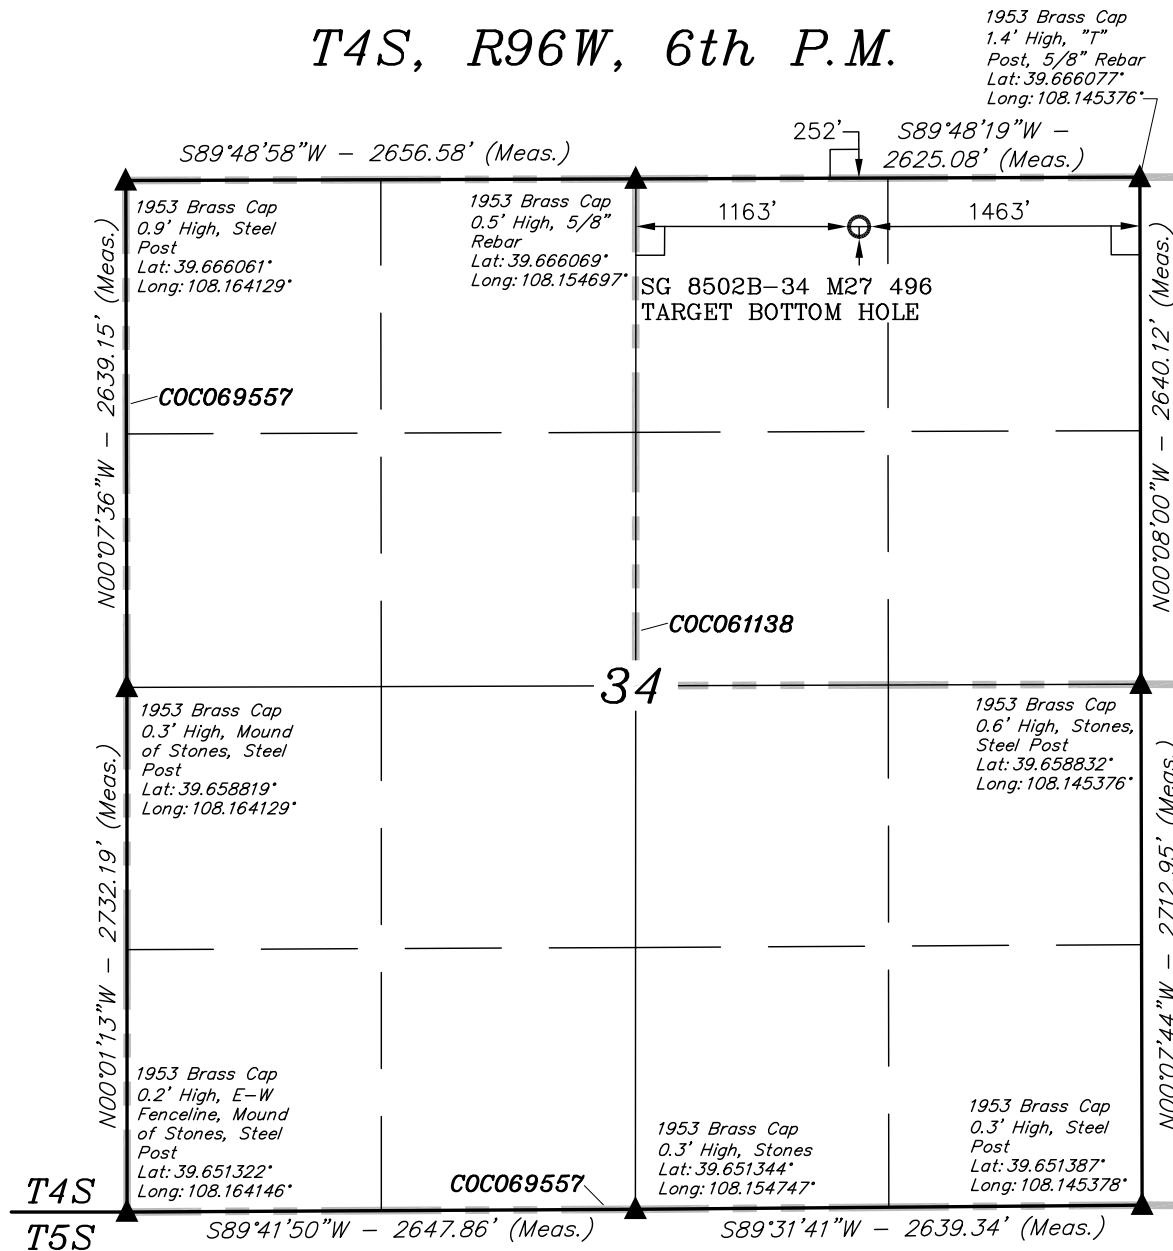 T4S, R96W, 6th P.M.
1953 Brass Cap
1.4' High, "T"
Post, 5/8" Rebar
Lat: 39.666077°
Long: 108.145376°
S89°48'58"W - 2656.58' (Meas.)
252'
S89°48'19"W -
2625.08' (Meas.)
1953 Brass Cap
0.9' High, Steel
Post
Lat: 39.666061°
Long: 108.164129°
1953 Brass Cap
0.5' High, 5/8"
Rebar
Lat: 39.666069°
Long: 108.154697°
1163'
1463'
SG 8502B-34 M27 496
TARGET BOTTOM HOLE
N00°07'36"W - 2639.15' (Meas.)
N00°08'00"W - 2640.12' (Meas.)
COC069557
COC061138
34
1953 Brass Cap
0.3' High, Mound
of Stones, Steel
Post
Lat: 39.658819°
Long: 108.164129°
1953 Brass Cap
0.6' High, Stones,
Steel Post
Lat: 39.658832°
Long: 108.145376°
N00°01'13"W - 2732.19' (Meas.)
N00°07'44"W - 2712.95' (Meas.)
1953 Brass Cap
0.2' High, E-W
Fenceline, Mound
of Stones, Steel
Post
Lat: 39.651322°
Long: 108.164146°
1953 Brass Cap
0.3' High, Stones
Lat: 39.651344°
Long: 108.154747°
1953 Brass Cap
0.3' High, Steel
Post
Lat: 39.651387°
Long: 108.145378°
COC069557
T4S
T5S
S89°41'50"W - 2647.86' (Meas.)
S89°31'41"W - 2639.34' (Meas.)